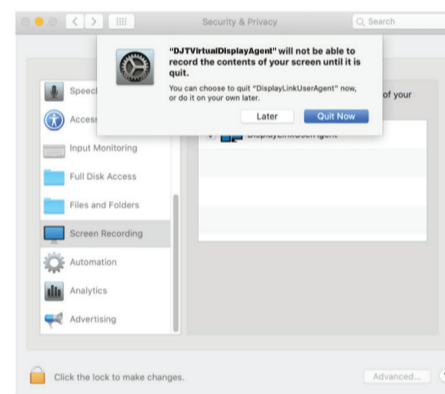 Security & Privacy
Search
"DJTVirtualDisplayAgent" will not be able to
record the contents of your screen until it is
quit.
You can choose to quit "DisplayLinkUserAgent" now,
or do it on your own later.
Later
Quit Now
of your
DisplayLinkUserAgent
Speech
Access
Input Monitoring
Full Disk Access
Files and Folders
Screen Recording
Automation
Analytics
Advertising
Click the lock to make changes.
Advanced...